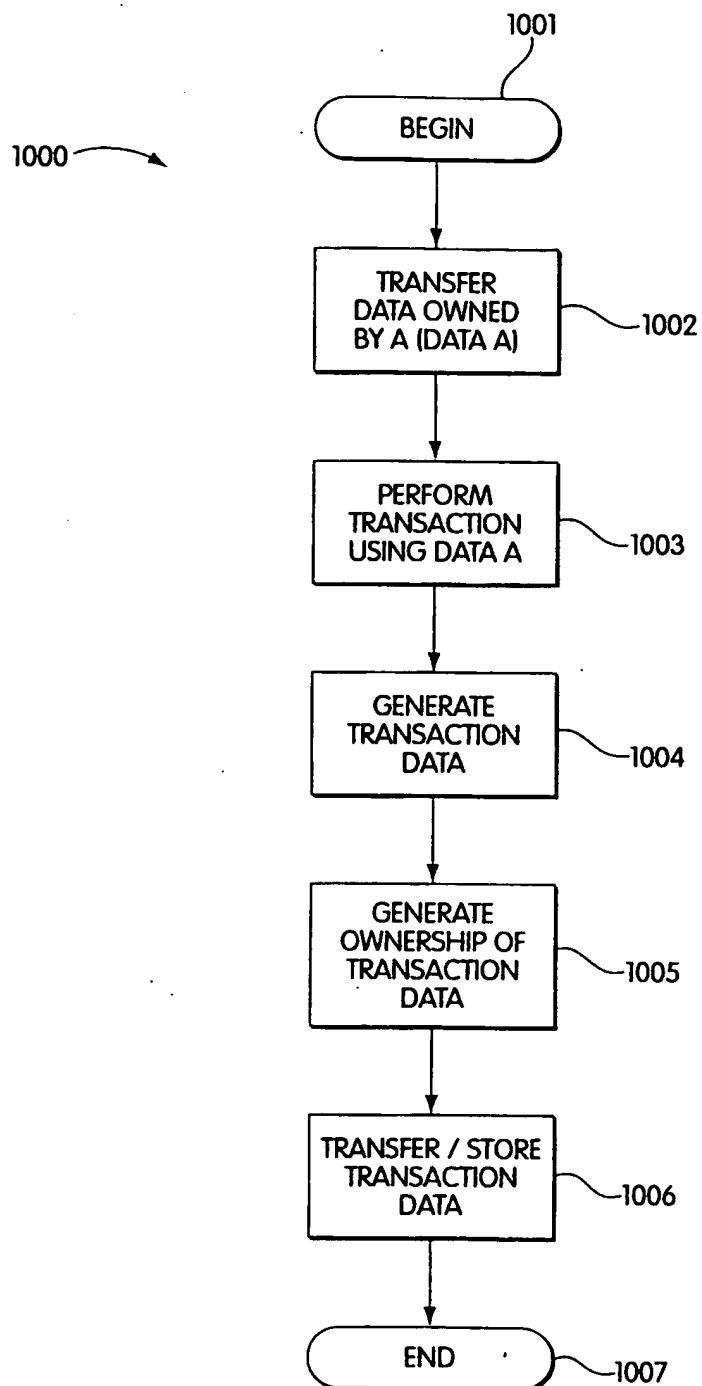 1001
BEGIN
1000
TRANSFER
DATA OWNED
BY A (DATA A)
1002
PERFORM
TRANSACTION
USING DATA A
1003
GENERATE
TRANSACTION
DATA
1004
GENERATE
OWNERSHIP OF
TRANSACTION
DATA
1005
TRANSFER / STORE
TRANSACTION
DATA
1006
END
1007